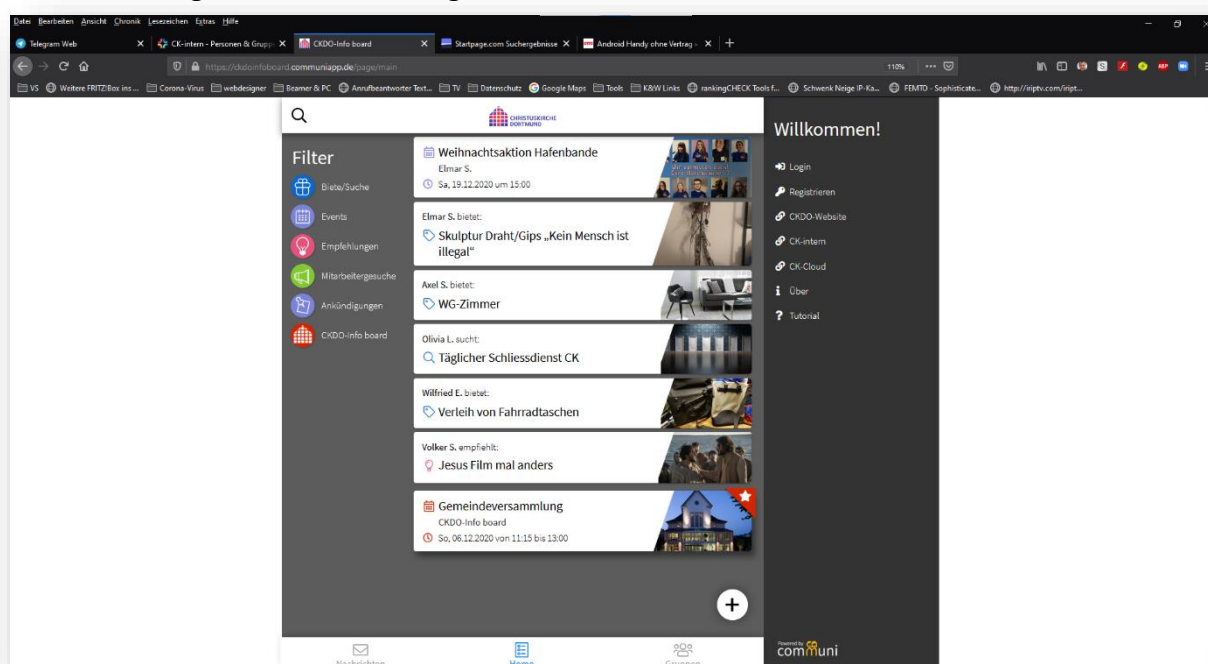 Datei Bearbeiten Ansicht Chronik Lesezeichen Extras Hilfe
Telegram Web
CK-intern - Personen & Grupp
CKDO-Info board
Startpage.com Suchergebnisse
Android Handy ohne Vertrag
https://ckdoinfoboard.communiapp.de/page/main
110%
VS
Weitere FRITZ!Box ins ...
Corona-Virus
webdesigner
Beamer & PC
Anrufbeantworter Text...
TV
Datenschutz
Google Maps
Tools
K&W Links
rankingCHECK Tools f...
Schwenk Neige IP-Ka...
FEMTO - Sophisticate...
http://iriptv.com/iript...
CHRISTUSKIRCHE
DORTMUND
Filter
Biete/Suche
Events
Empfehlungen
Mitarbeitergesuche
Ankündigungen
CKDO-Info board
Weihnachtsaktion Hafenbande
Elmar S.
Sa, 19.12.2020 um 15:00
Elmar S. bietet:
Skulptur Draht/Gips „Kein Mensch ist
illegal“
Axel S. bietet:
WG-Zimmer
Olivia L. sucht:
Täglicher Schliessdienst CK
Wilfried E. bietet:
Verleih von Fahrradtaschen
Volker S. empfiehlt:
Jesus Film mal anders
Gemeindeversammlung
CKDO-Info board
So, 06.12.2020 von 11:15 bis 13:00
Nachrichten
Home
Gruppen
Willkommen!
Login
Registrieren
CKDO-Website
CK-intern
CK-Cloud
Über
Tutorial
Powered by
communi